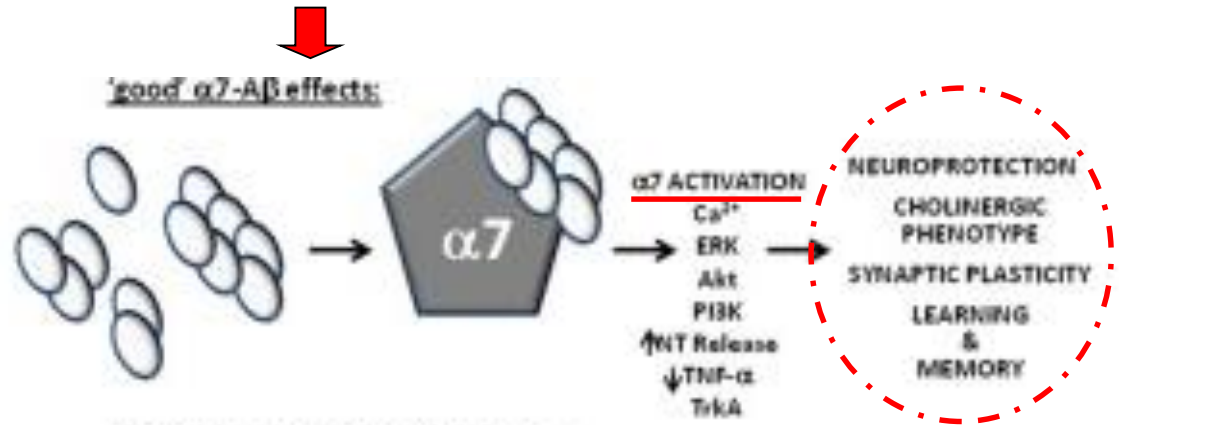 'good' α7-Aβ effects:
α7
α7 ACTIVATION
Ca²⁺
ERK
Akt
PI3K
↑NT Release
↓TNF-α
TrkA
NEUROPROTECTION
CHOLINERGIC
PHENOTYPE
SYNAPTIC PLASTICITY
LEARNING
&
MEMORY